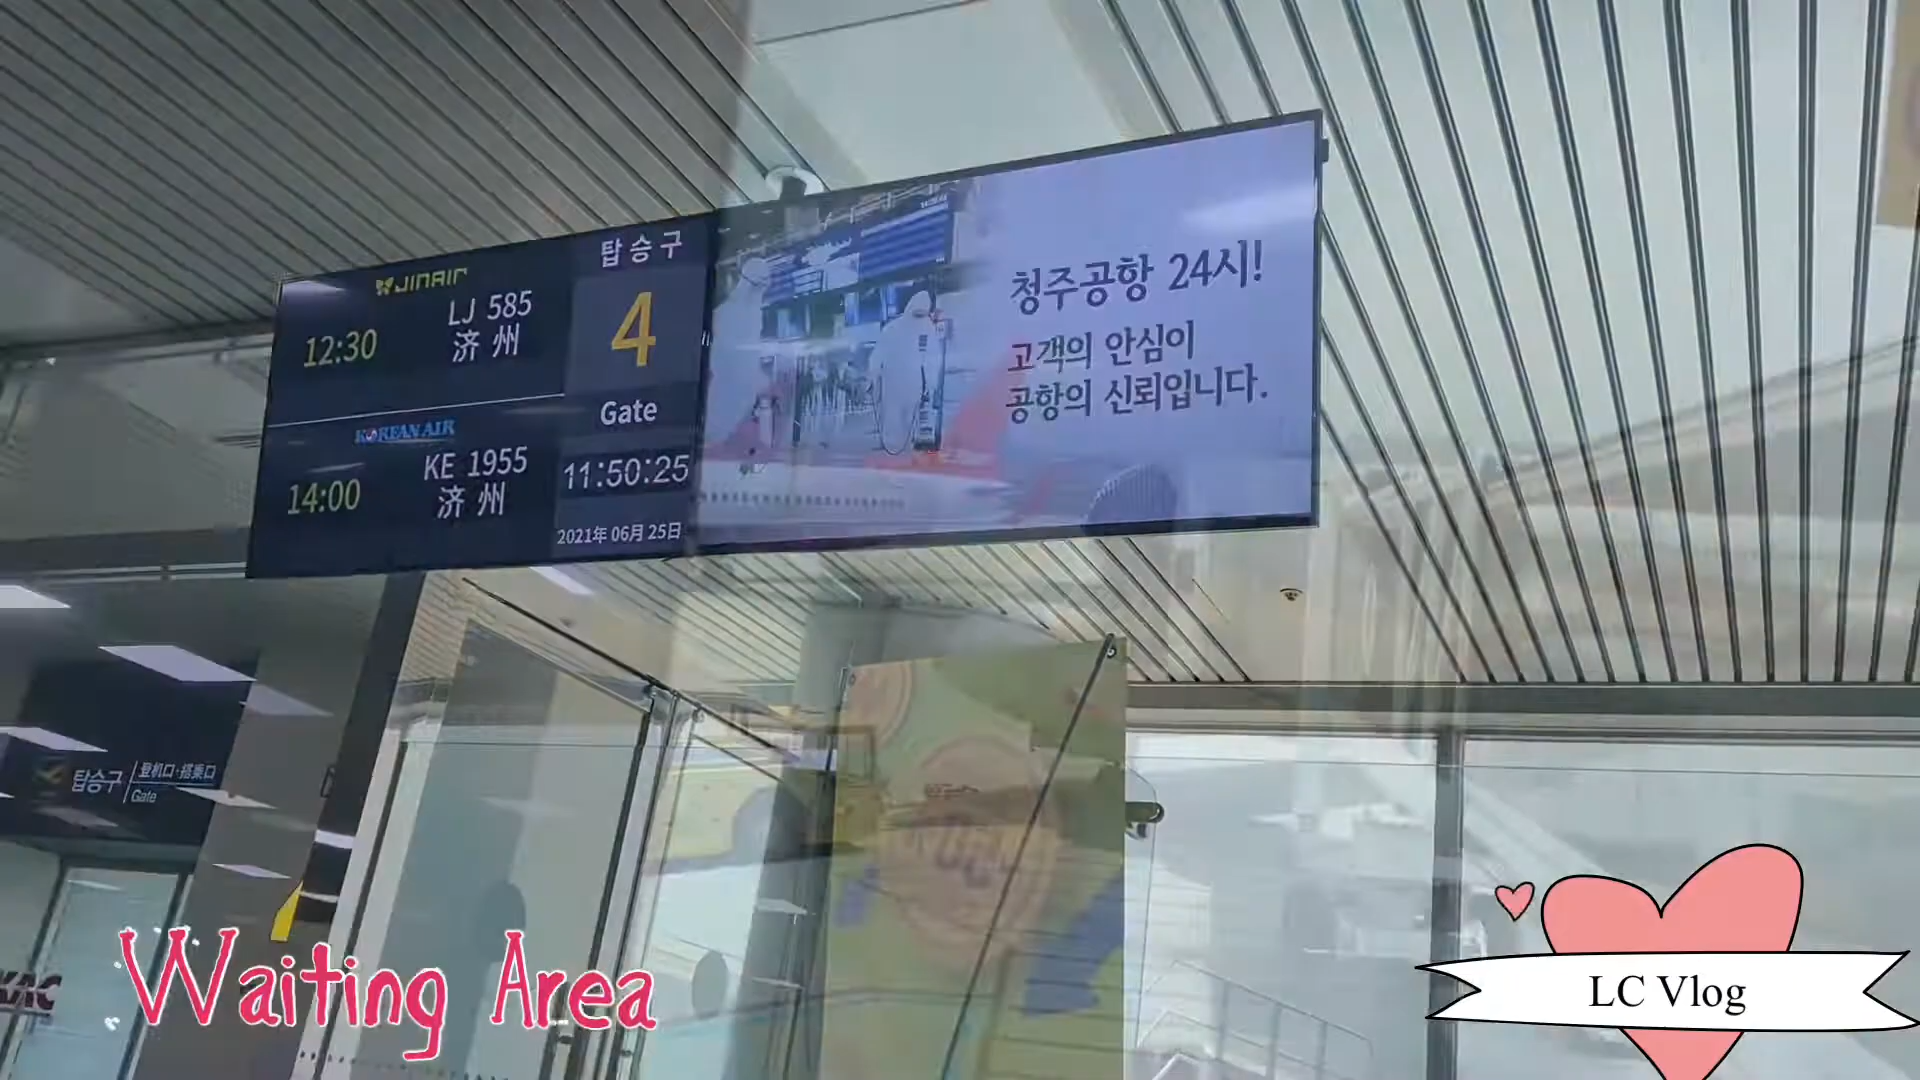 JINAIR
12:30
LJ 585
济州
KOREAN AIR
14:00
KE 1955
济州
탑승구
4
Gate
11:50:25
2021年 06月 25日
청주공항 24시!
고객의 안심이
공항의 신뢰입니다.
탑승구
登机口·搭乘口
Gate
KAC
Waiting Area
LC Vlog